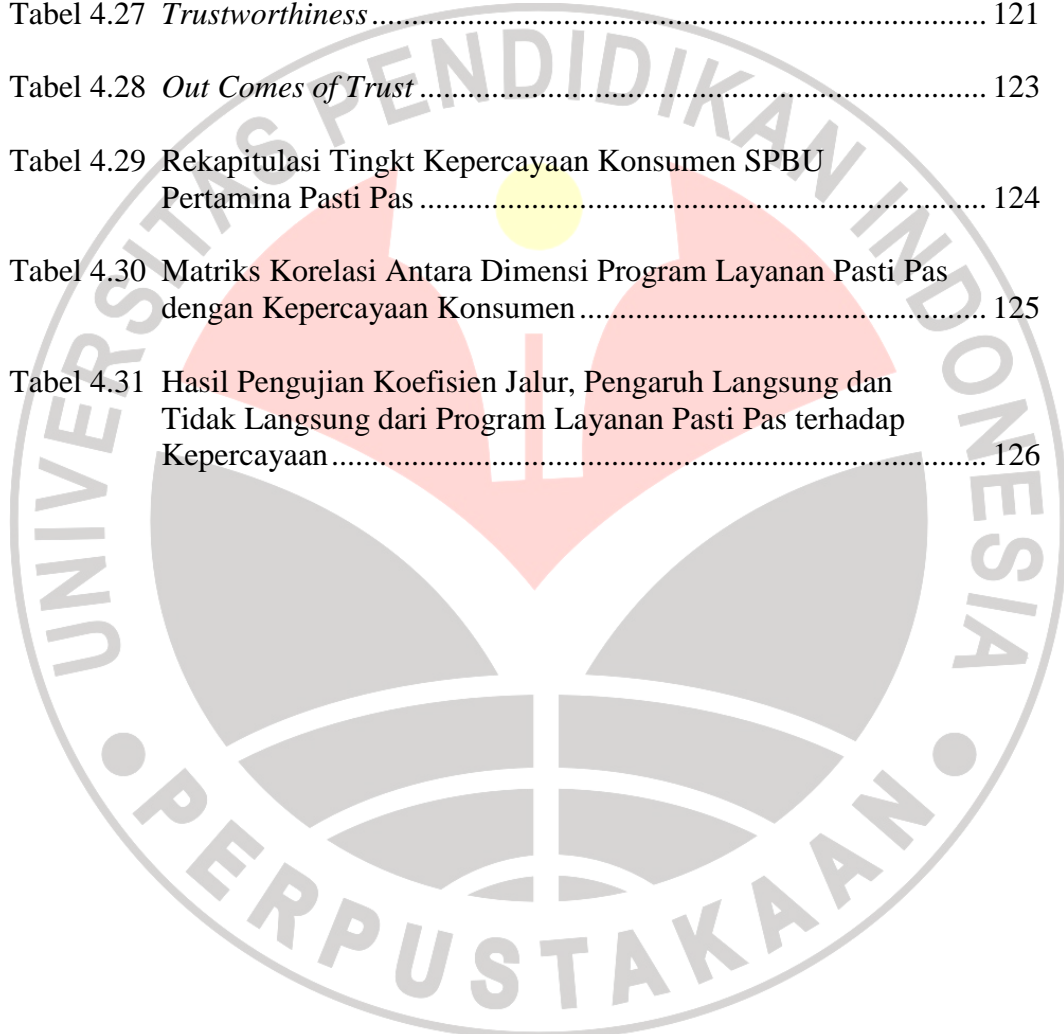 Tabel 4.27 Trustworthiness ........................................................ 121
Tabel 4.28 Out Comes of Trust ........................................................ 123
Tabel 4.29 Rekapitulasi Tingkt Kepercayaan Konsumen SPBU
Pertamina Pasti Pas ........................................................ 124
Tabel 4.30 Matriks Korelasi Antara Dimensi Program Layanan Pasti Pas
dengan Kepercayaan Konsumen ........................................................ 125
Tabel 4.31 Hasil Pengujian Koefisien Jalur, Pengaruh Langsung dan
Tidak Langsung dari Program Layanan Pasti Pas terhadap
Kepercayaan ........................................................ 126
UNIVERSITAS PENDIDIKAN INDONESIA
PERPUSTAKAAN